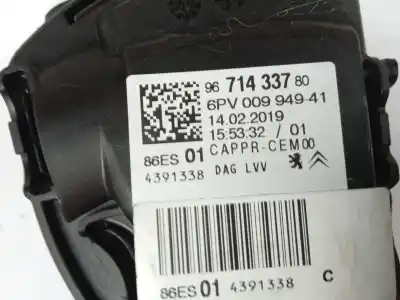 96 714 337 80
6PV 009 949-41
14.02.2019
15:53:32 / 01
86ES 01 CAPPR-CEM00
4391338 DAG LVV
86ES 01 4391338 C